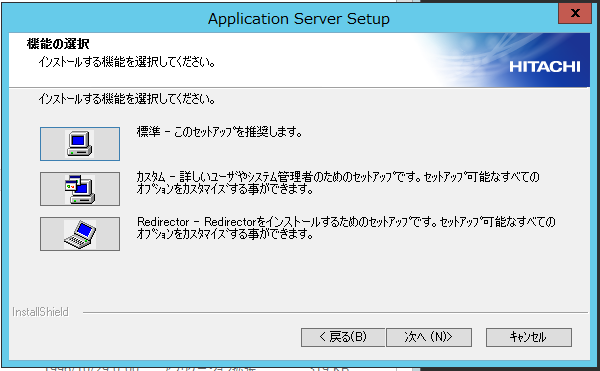 Application Server Setup
x
機能の選択
インストールする機能を選択してください。
HITACHI
インストールする機能を選択してください。
標準 - このセットアップを推奨します。
カスタム - 詳しいユーザやシステム管理者のためのセットアップです。セットアップ可能なすべての
オプションをカスタマイズする事ができます。
Redirector - Redirectorをインストールするためのセットアップです。セットアップ可能なすべての
オプションをカスタマイズする事ができます。
InstallShield
< 戻る(B)
次へ (N)>
キャンセル